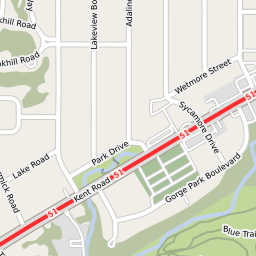 khill Road
Lakeview Bo
Adaline
Wetmore Street
Sycamore Drive
51
51
Park Drive
Lake Road
Kent Road
51
Gorge Park Boulevard
mick Road
51
Blue Trai